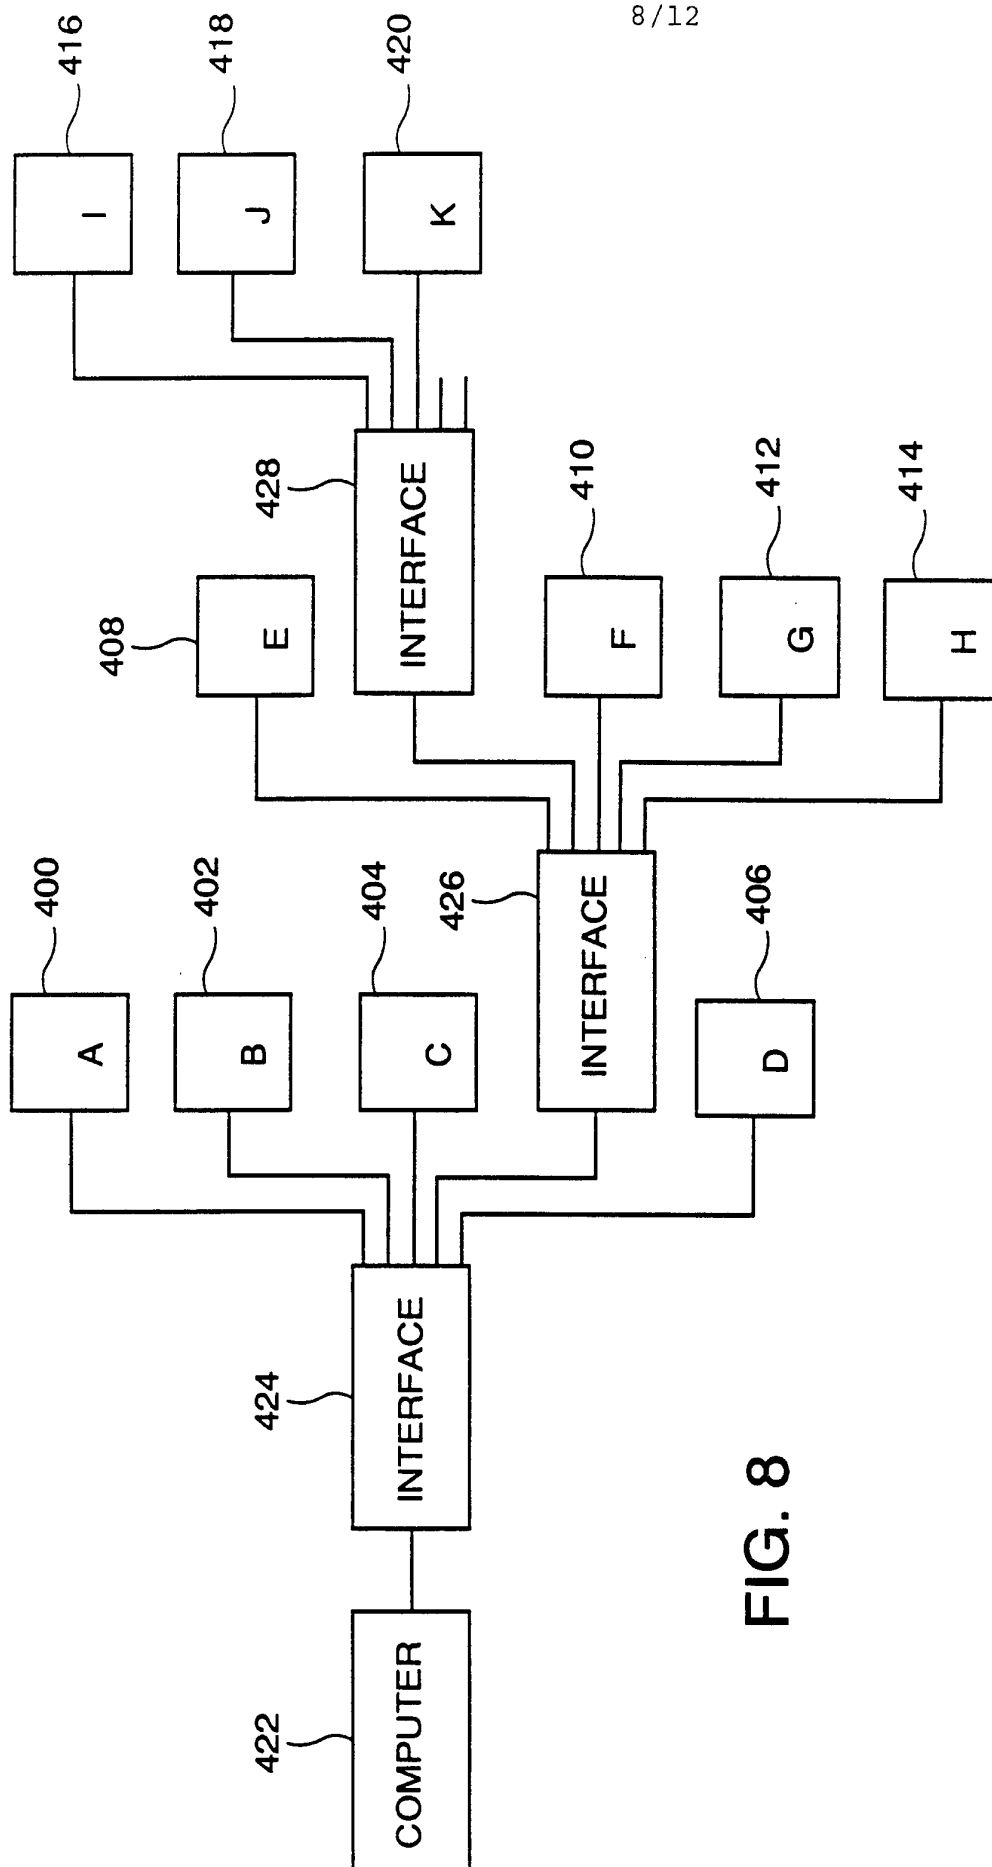 8/12
416
418
420
I
J
K
428
INTERFACE
408
E
410
412
414
F
G
H
400
402
404
426
406
A
B
C
INTERFACE
D
424
INTERFACE
422
COMPUTER
FIG. 8